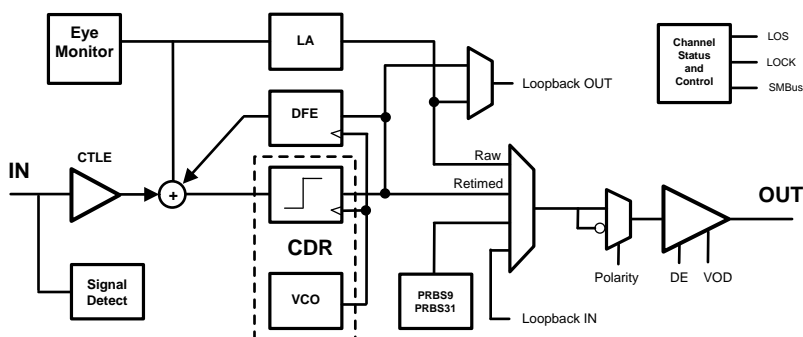 Eye
Monitor
LA
Channel
Status
and
Control
LOS
LOCK
SMBus
Loopback OUT
DFE
CTLE
IN
+
Raw
Retimed
OUT
CDR
Signal
Detect
VCO
PRBS9
PRBS31
Polarity
DE
VOD
Loopback IN